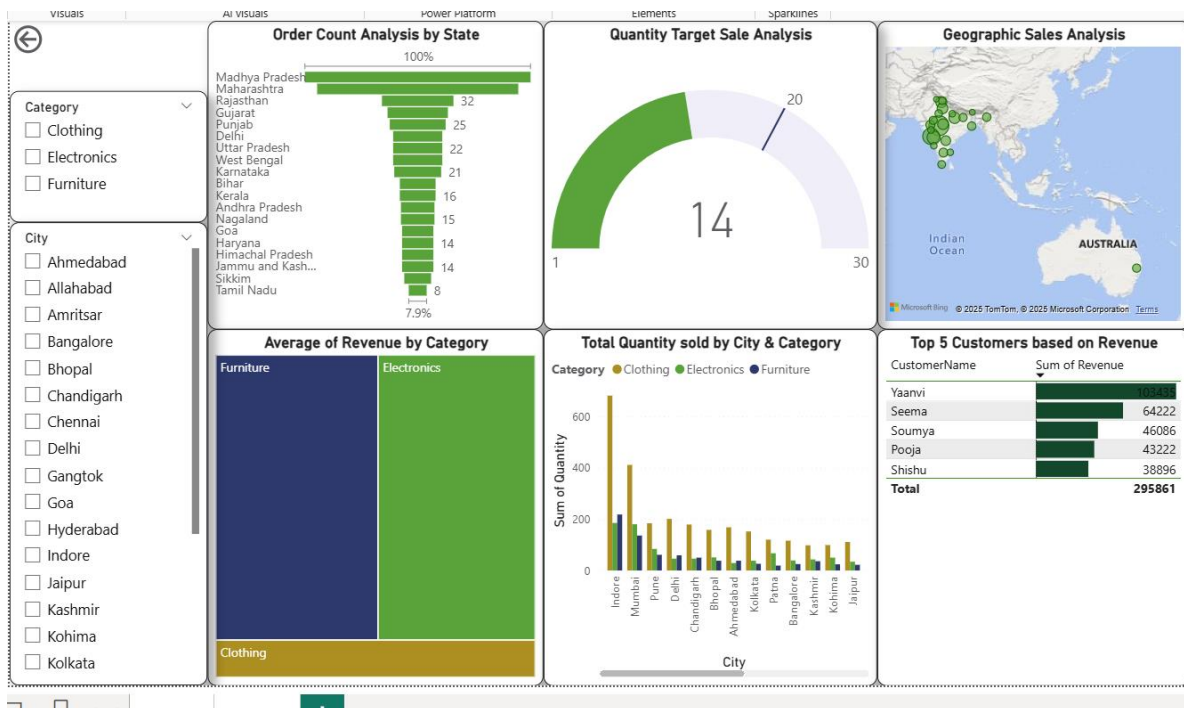 Visuals
AI visuals
Power Platform
Elements
Sparklines
Category
Clothing
Electronics
Furniture
City
Ahmedabad
Allahabad
Amritsar
Bangalore
Bhopal
Chandigarh
Chennai
Delhi
Gangtok
Goa
Hyderabad
Indore
Jaipur
Kashmir
Kohima
Kolkata
Order Count Analysis by State
100%
Madhya Pradesh
Maharashtra
Rajasthan 32
Gujarat
Punjab 25
Delhi
Uttar Pradesh 22
West Bengal
Karnataka 21
Bihar
Kerala 16
Andhra Pradesh
Nagaland 15
Goa
Haryana 14
Himachal Pradesh
Jammu and Kash... 14
Sikkim
Tamil Nadu 8
7.9%
Quantity Target Sale Analysis
20
14
1
30
Geographic Sales Analysis
Indian
Ocean
AUSTRALIA
Microsoft Bing © 2025 TomTom, © 2025 Microsoft Corporation Terms
Average of Revenue by Category
Furniture
Electronics
Clothing
Total Quantity sold by City & Category
Category Clothing Electronics Furniture
Sum of Quantity
600
400
200
0
Indore
Mumbai
Pune
Delhi
Chandigarh
Bhopal
Ahmedabad
Kolkata
Patna
Bangalore
Kashmir
Kohima
Jaipur
City
Top 5 Customers based on Revenue
CustomerName Sum of Revenue
Yaanvi 103435
Seema 64222
Soumya 46086
Pooja 43222
Shishu 38896
Total 295861